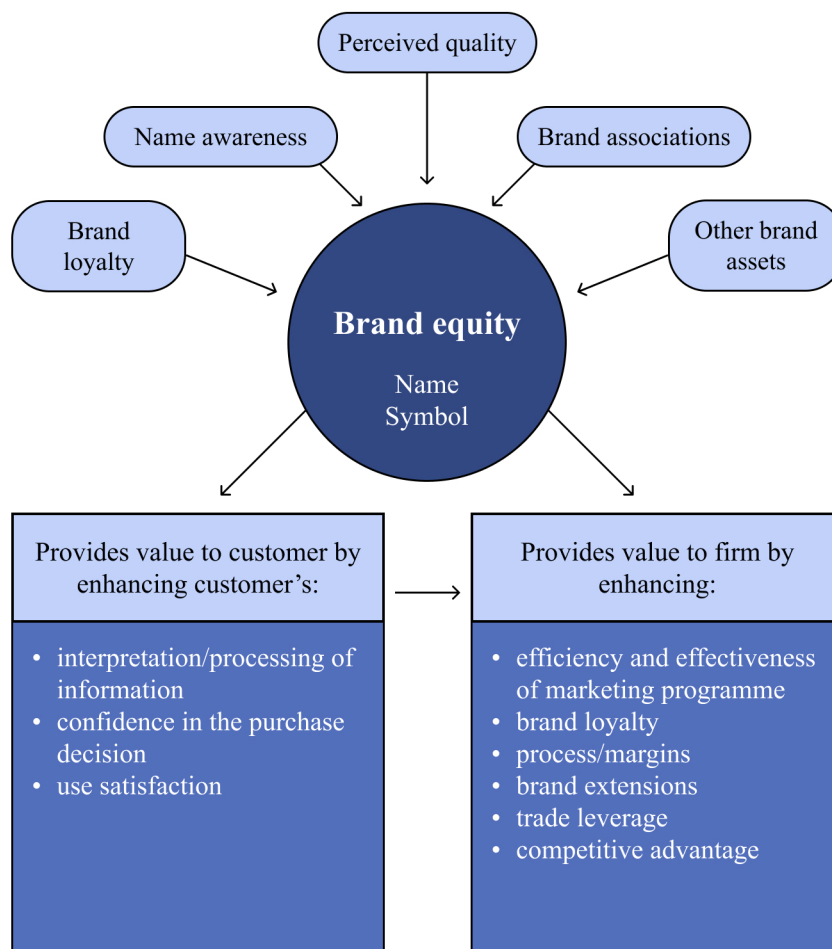 Perceived quality
Name awareness
Brand associations
Brand
loyalty
Other brand
assets
Brand equity
Name
Symbol
Provides value to customer by
enhancing customer’s:
• interpretation/processing of
information
• confidence in the purchase
decision
• use satisfaction
Provides value to firm by
enhancing:
• efficiency and effectiveness
of marketing programme
• brand loyalty
• process/margins
• brand extensions
• trade leverage
• competitive advantage